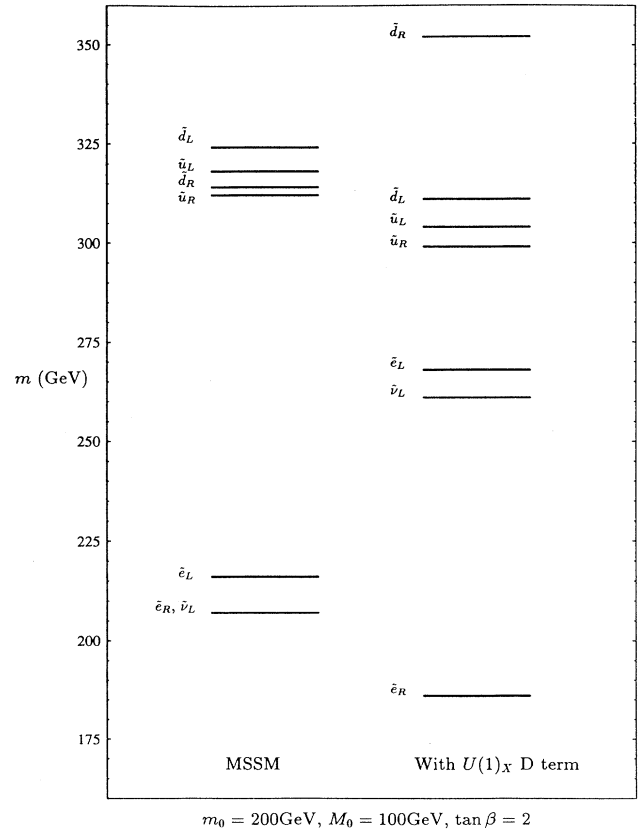 350
325
300
275
m (GeV)
250
225
200
175
d̃_L
ũ_L
d̃_R
ũ_R
ẽ_L
ẽ_R, ν̃_L
d̃_R
d̃_L
ũ_L
ũ_R
ẽ_L
ν̃_L
ẽ_R
MSSM
With U(1)_X D term
m_0 = 200GeV, M_0 = 100GeV, tan β = 2